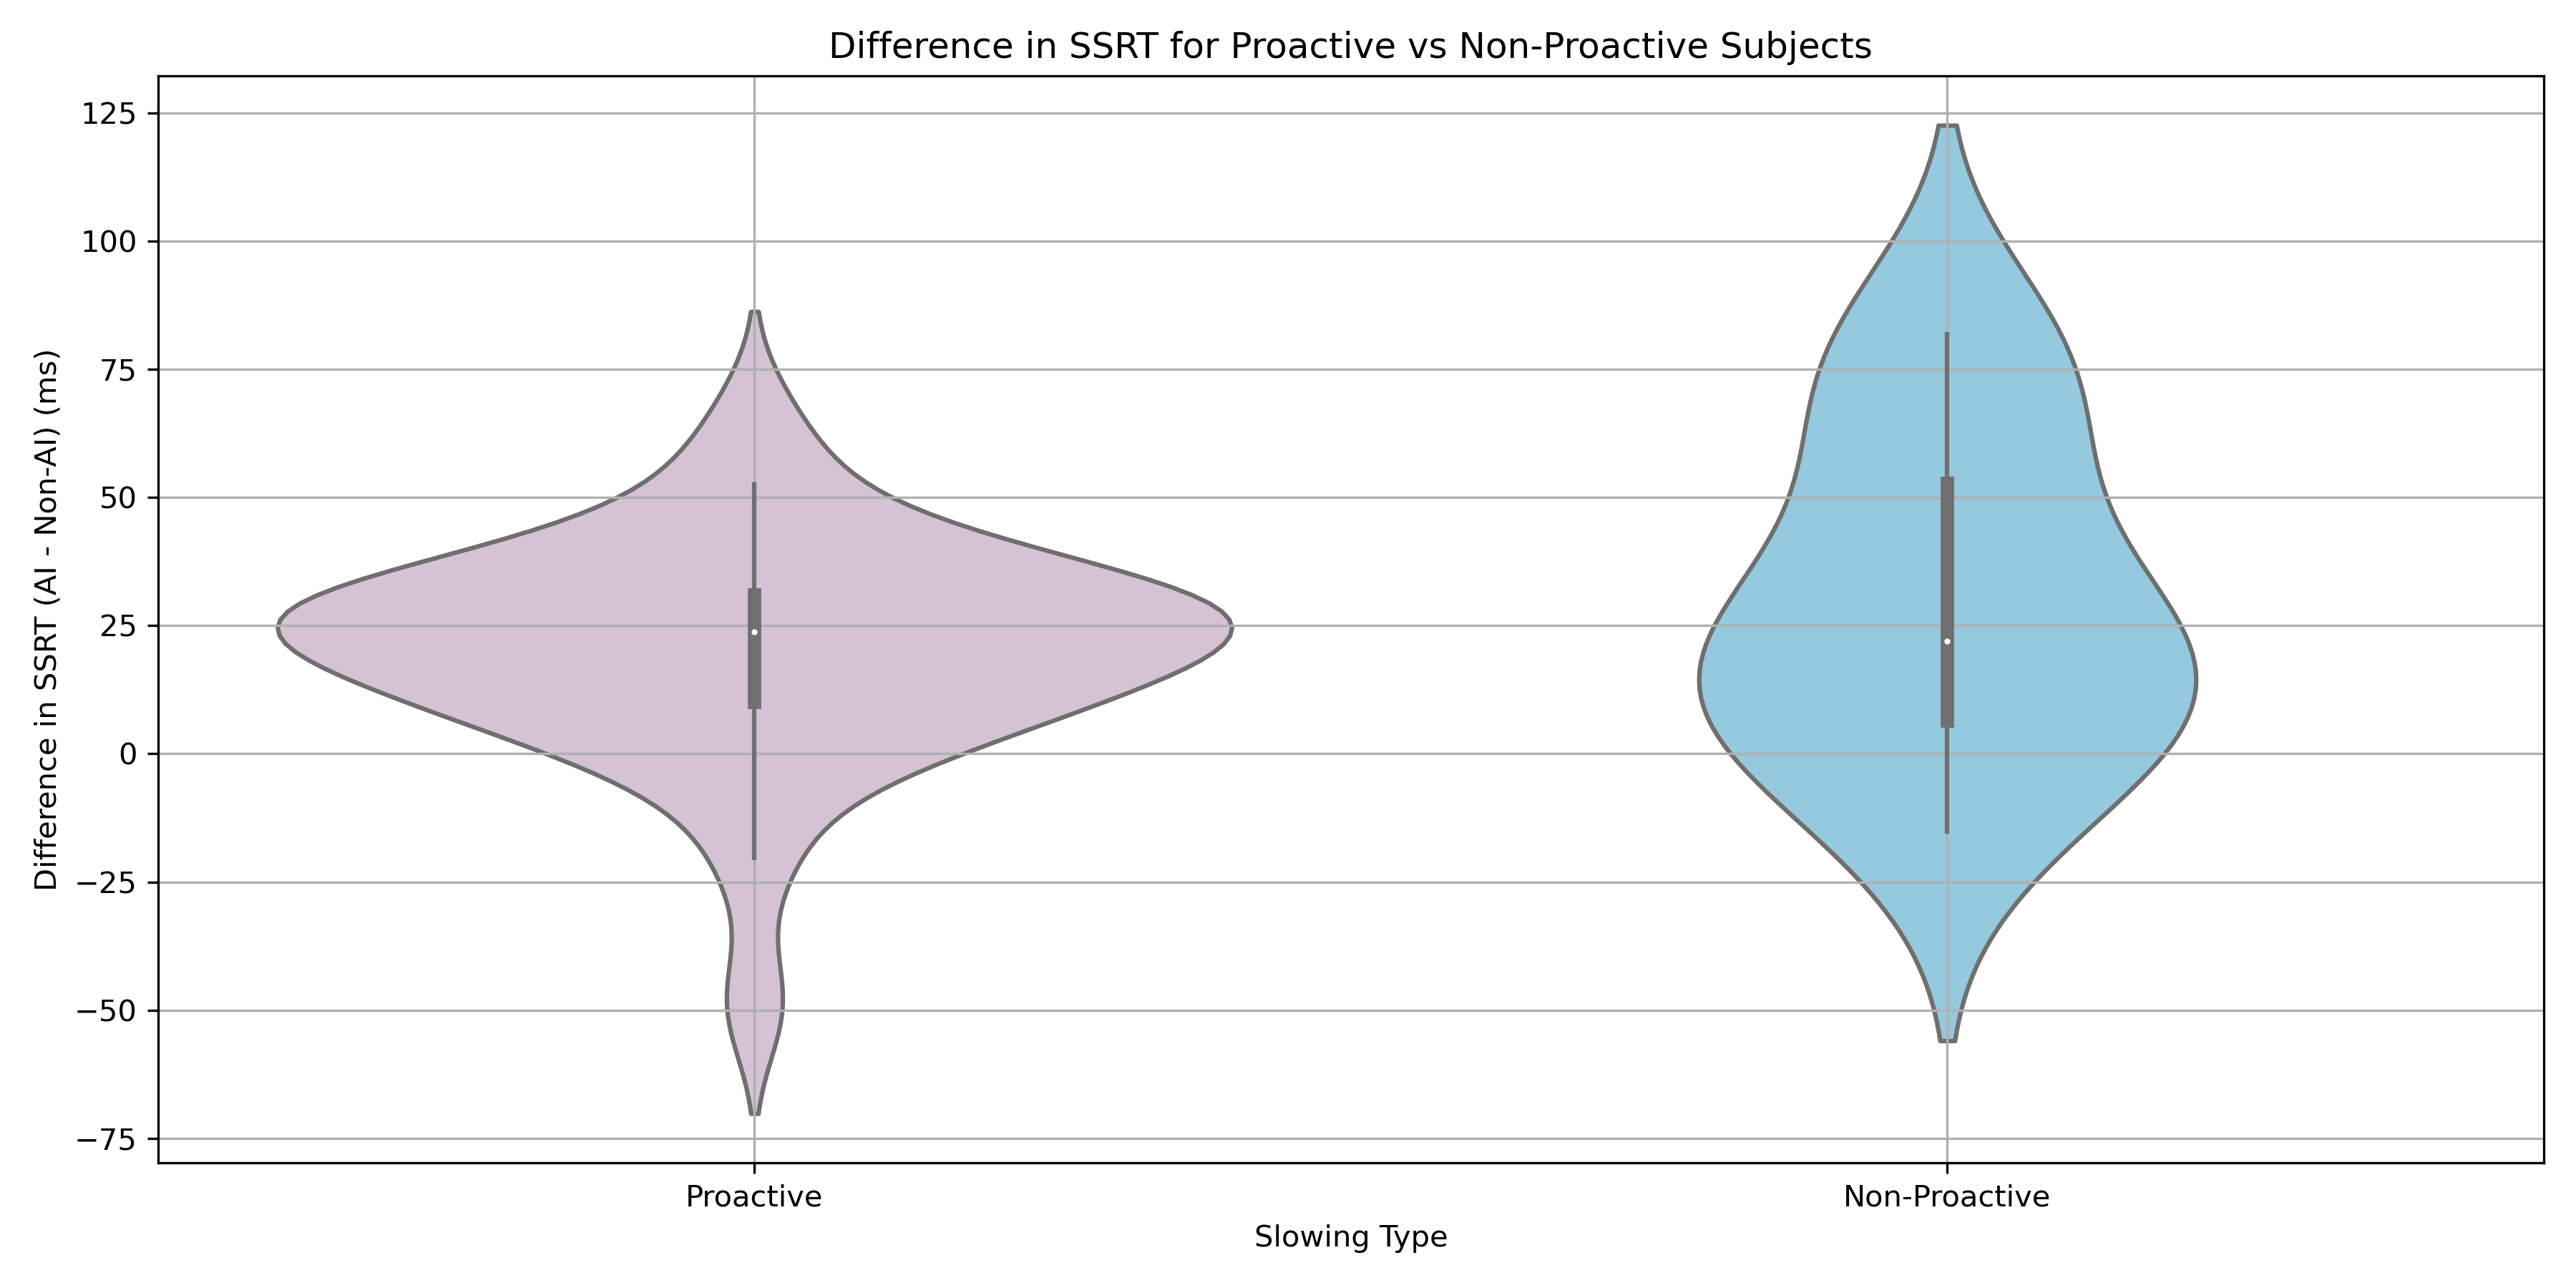 Difference in SSRT for Proactive vs Non-Proactive Subjects
Difference in SSRT (AI - Non-AI) (ms)
125
100
75
50
25
0
−25
−50
−75
Proactive
Non-Proactive
Slowing Type